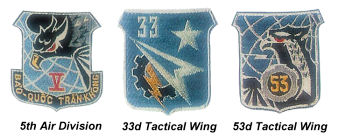 V
BẢO QUỐC TRẤN-KHÔNG
33
53
5th Air Division
33d Tactical Wing
53d Tactical Wing